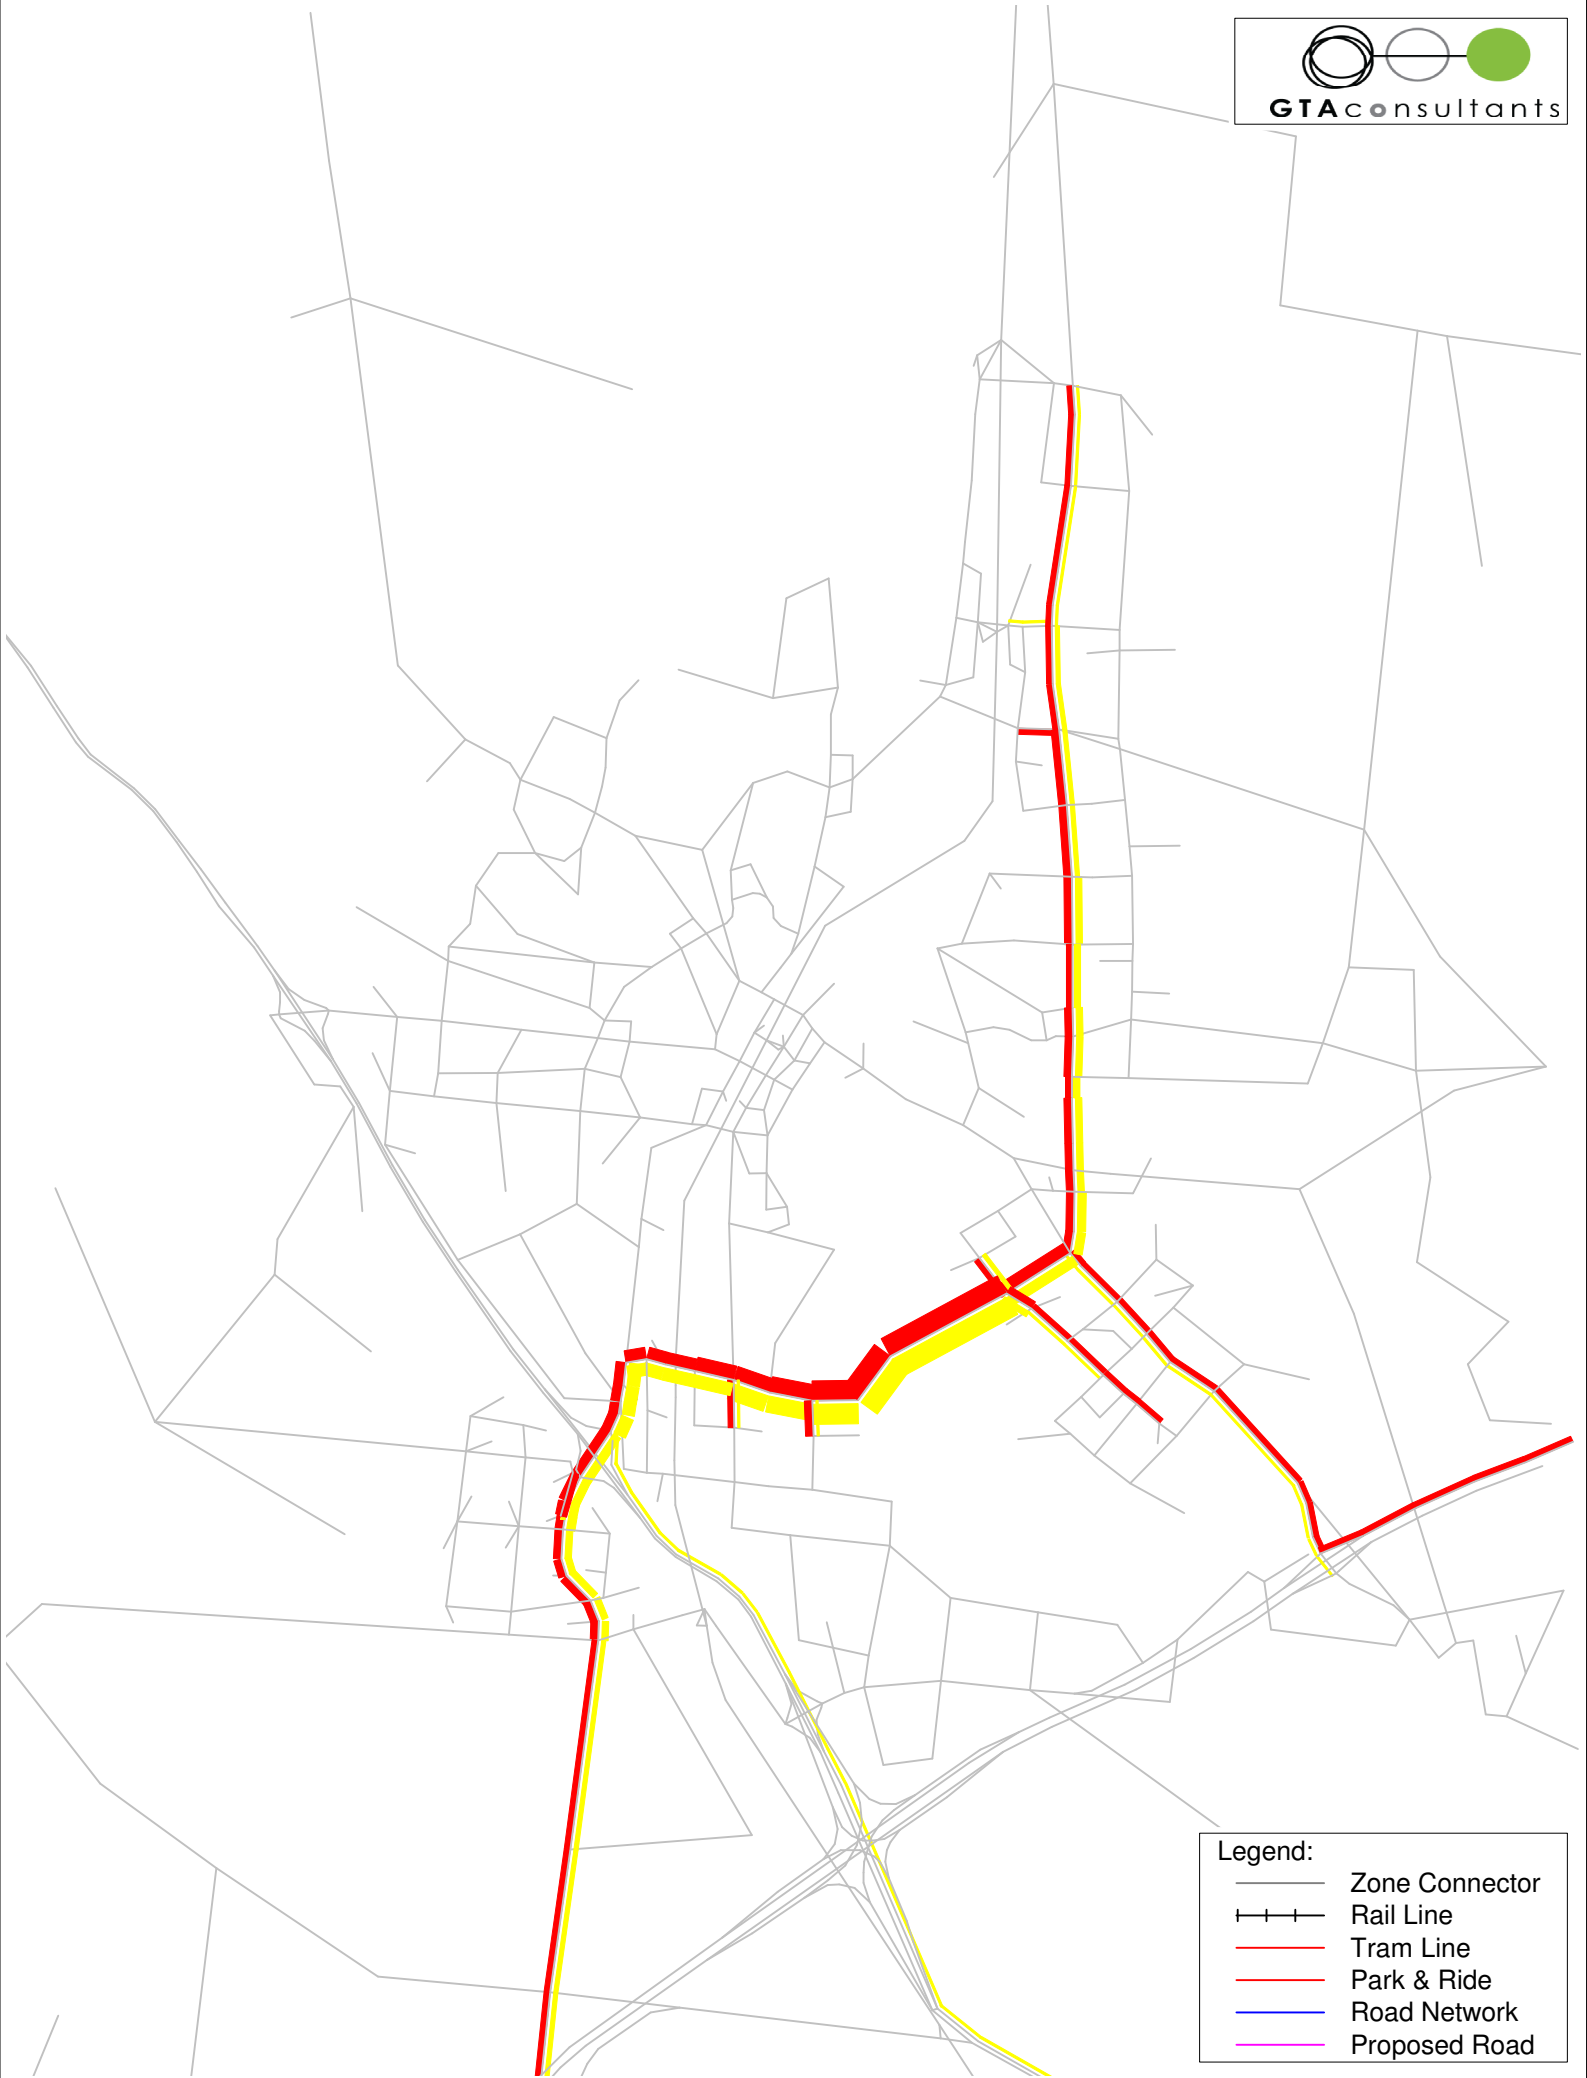 GTAconsultants
Legend:
Zone Connector
Rail Line
Tram Line
Park & Ride
Road Network
Proposed Road